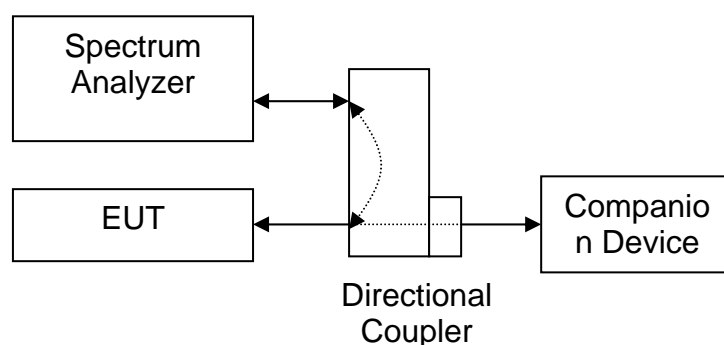 Spectrum
Analyzer
EUT
Companio
n Device
Directional
Coupler